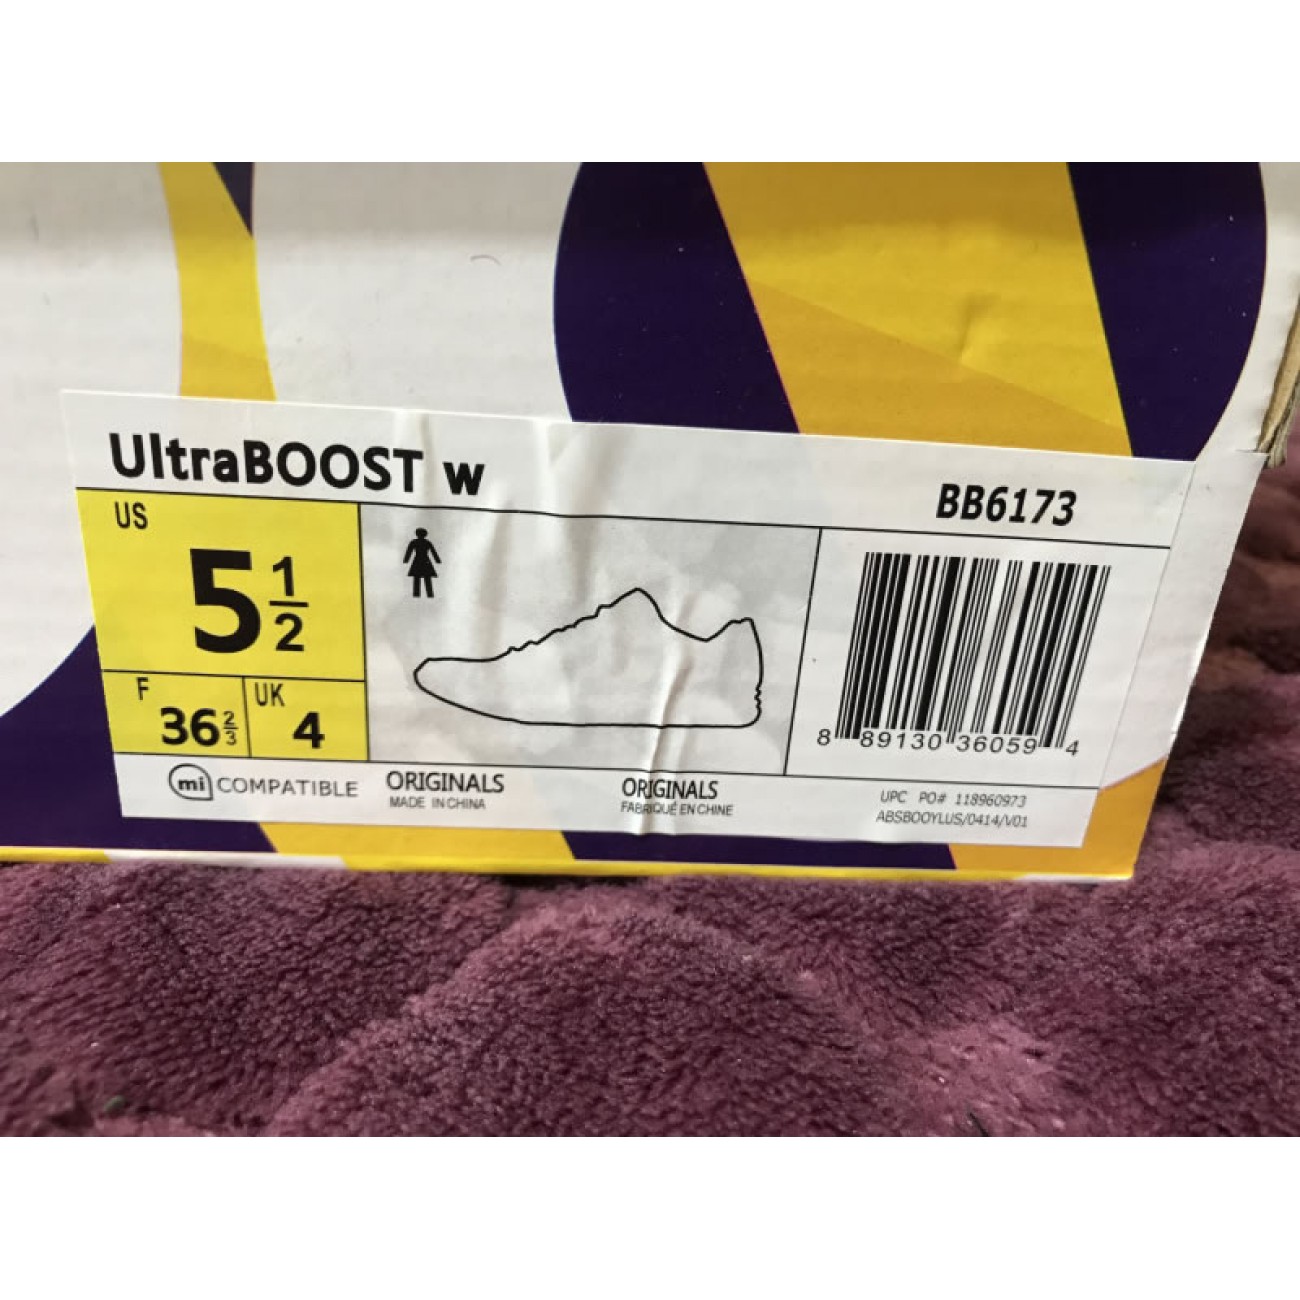 UltraBOOST w
BB6173
US
5 1/2
F
36 2/3
UK
4
8 89130 36059 4
mi COMPATIBLE
ORIGINALS
MADE IN CHINA
ORIGINALS
FABRIQUÉ EN CHINE
UPC PO# 118960973
ABSBOOYLUS/0414/V01